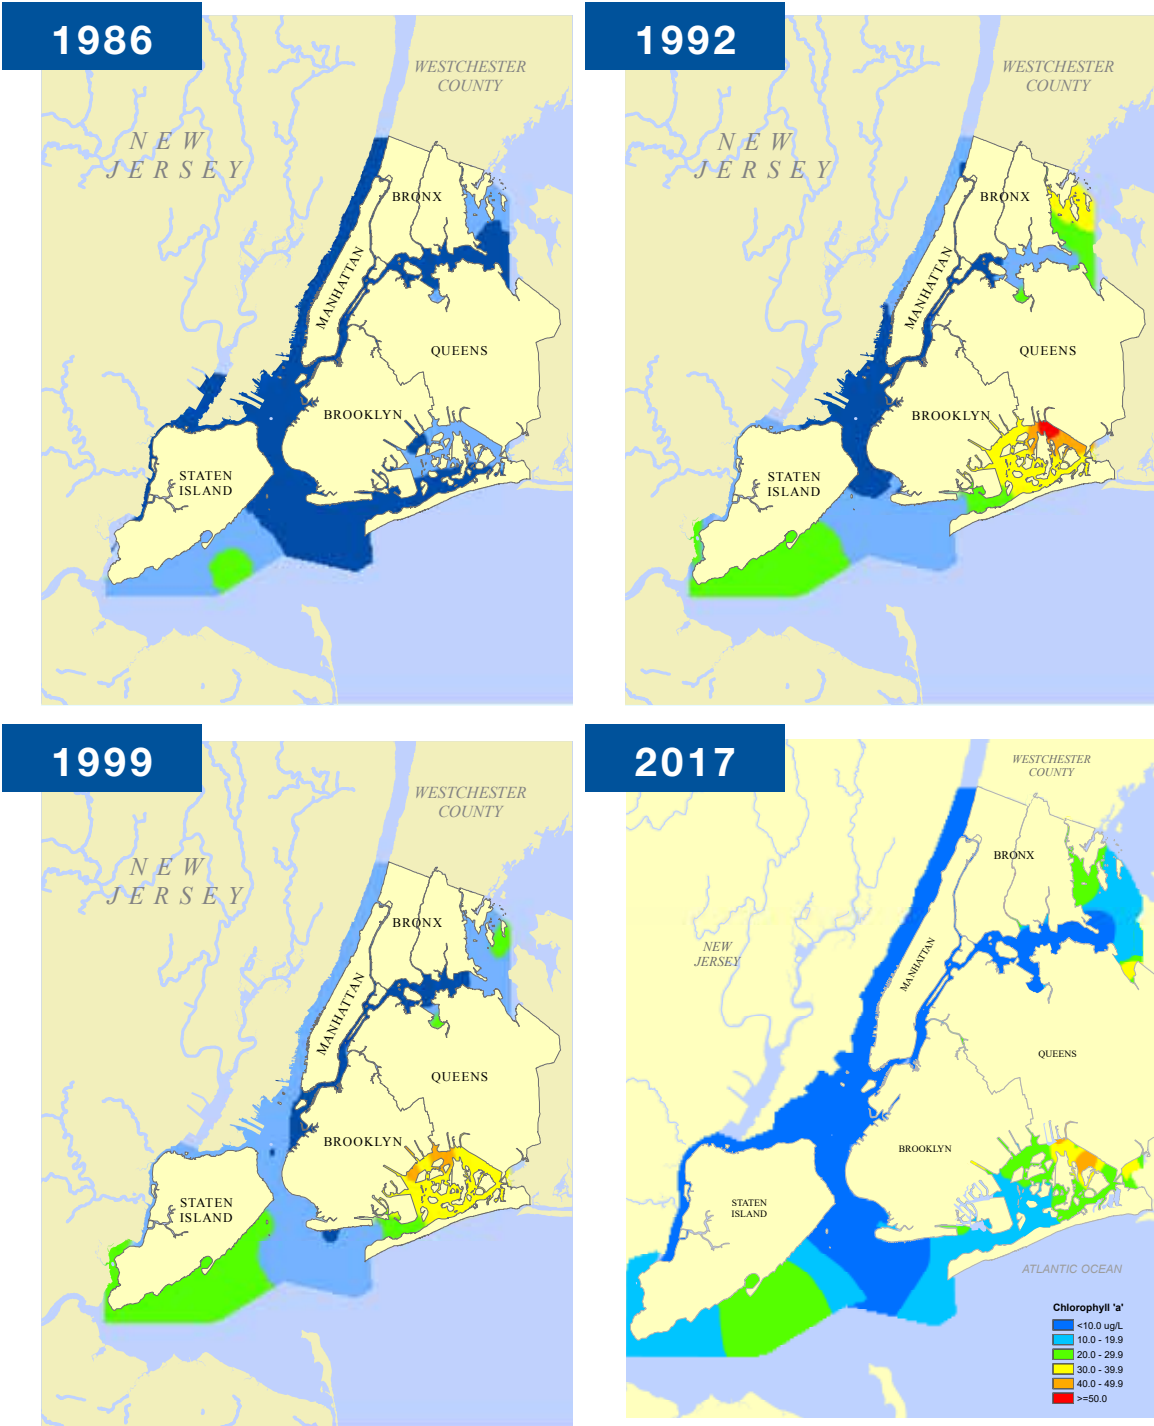 1986
WESTCHESTER
COUNTY
NEW
JERSEY
BRONX
MANHATTAN
QUEENS
BROOKLYN
STATEN
ISLAND
1992
WESTCHESTER
COUNTY
NEW
JERSEY
BRONX
MANHATTAN
QUEENS
BROOKLYN
STATEN
ISLAND
1999
WESTCHESTER
COUNTY
NEW
JERSEY
BRONX
MANHATTAN
QUEENS
BROOKLYN
STATEN
ISLAND
2017
WESTCHESTER
COUNTY
BRONX
NEW
JERSEY
MANHATTAN
QUEENS
BROOKLYN
STATEN
ISLAND
ATLANTIC OCEAN
Chlorophyll 'a'
<10.0 ug/L
10.0 - 19.9
20.0 - 29.9
30.0 - 39.9
40.0 - 49.9
>=50.0